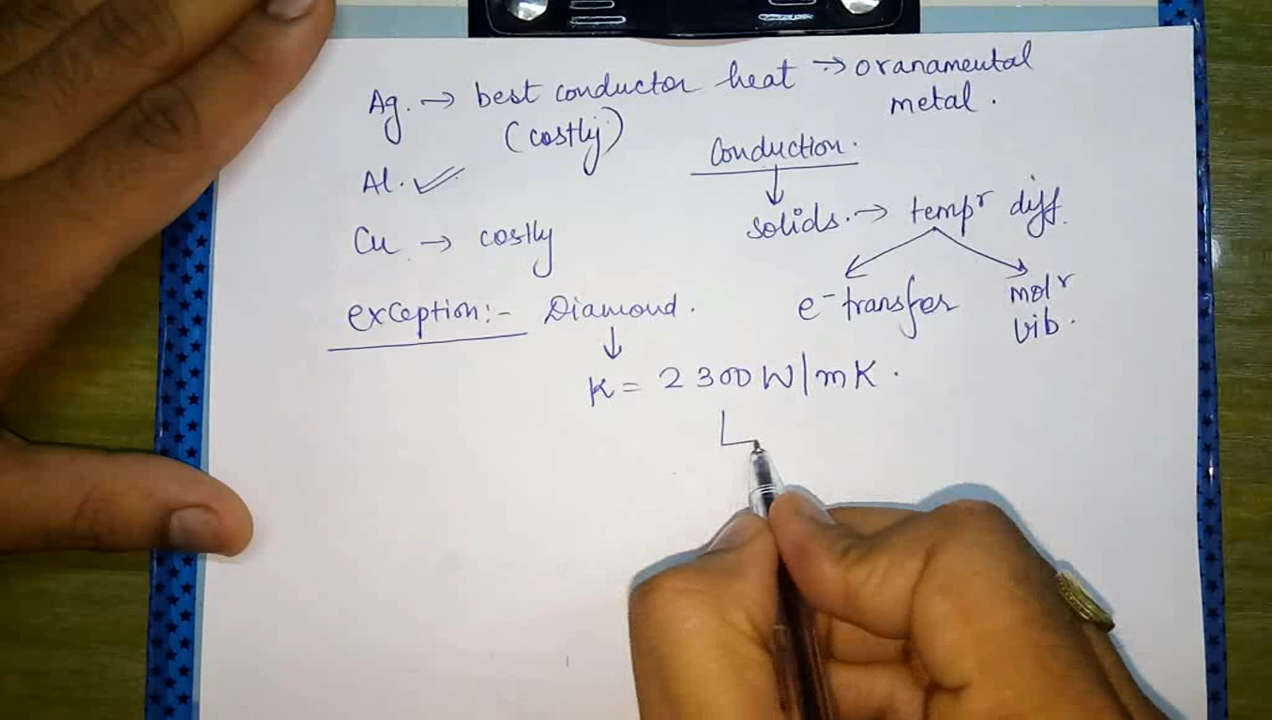 Ag. → best conductor heat → oranamental
metal.
(costly)
Conduction.
Al. ✓
solids. → tempr diff.
Cu → costly
e⁻ transfer
molr
vib.
exception:- Diamond.
↓
K = 2300 W/mK.